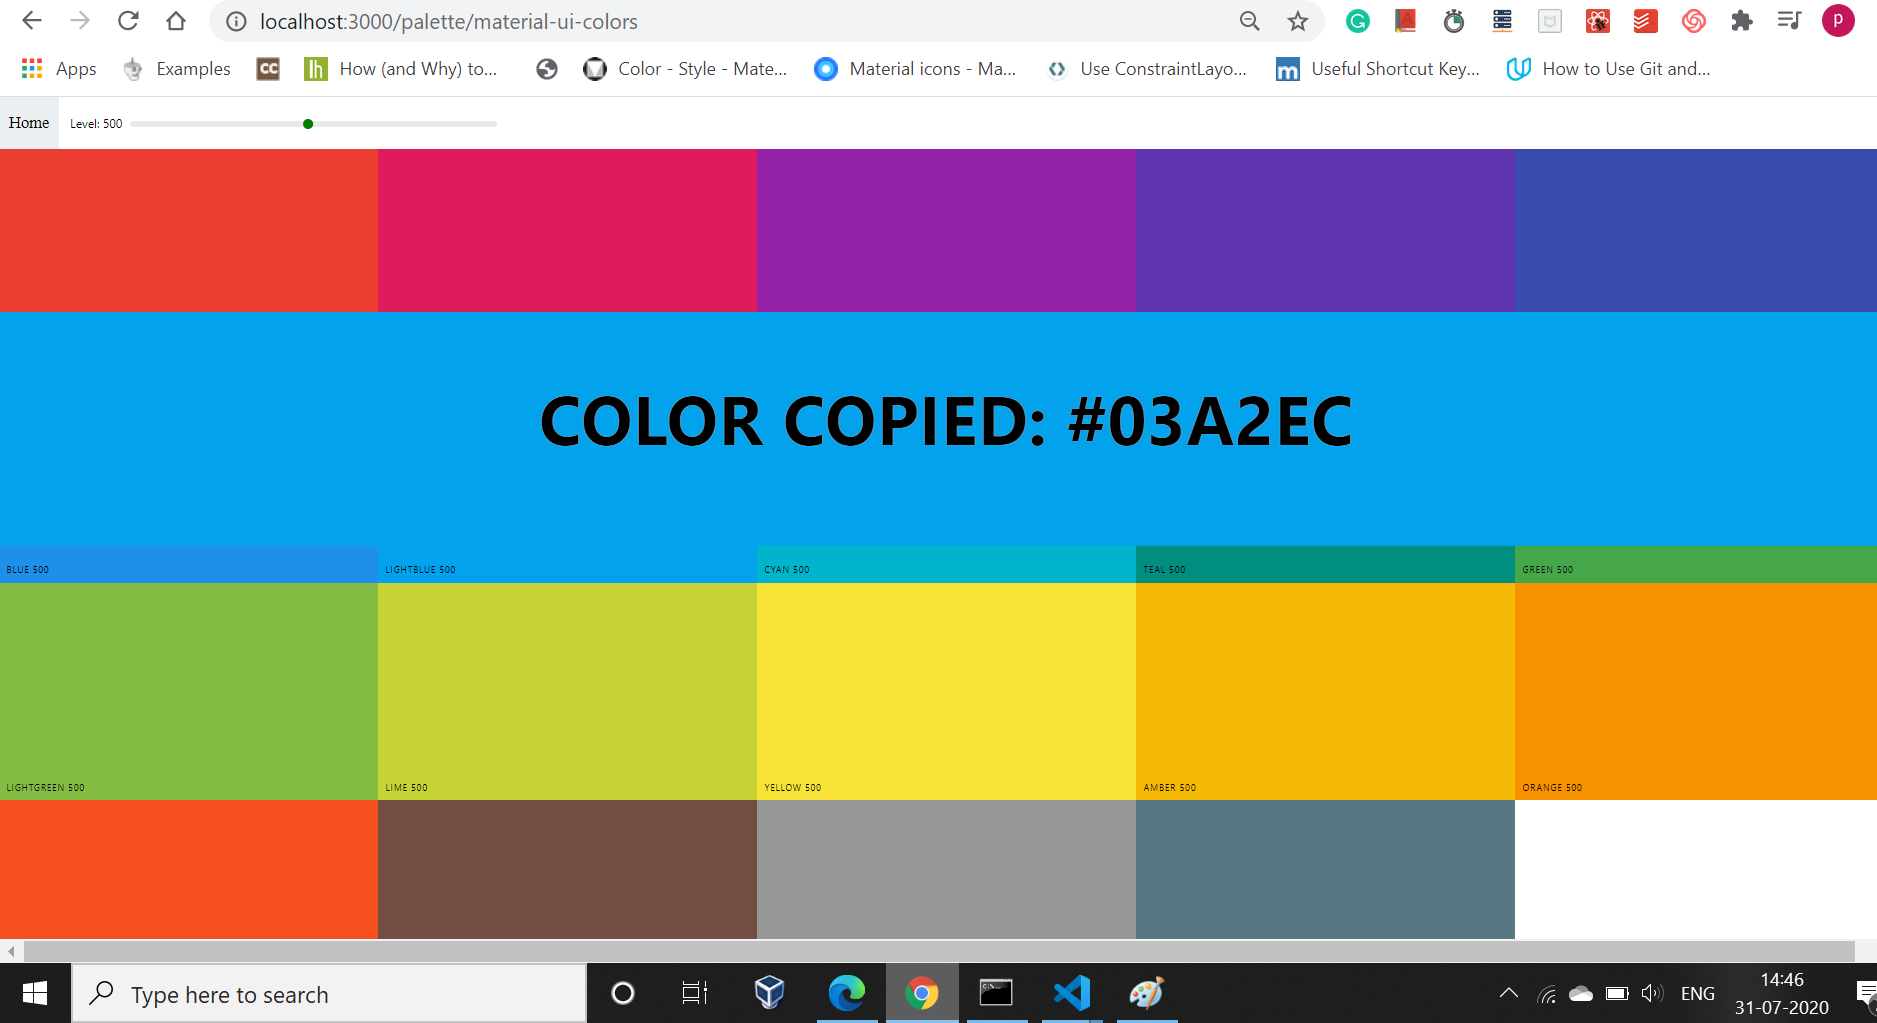 localhost:3000/palette/material-ui-colors
P
Apps
Examples
CC
lh
How (and Why) to...
Color - Style - Mate...
Material icons - Ma...
Use ConstraintLayo...
m
Useful Shortcut Key...
How to Use Git and...
Home
Level: 500
COLOR COPIED: #03A2EC
BLUE 500
LIGHTBLUE 500
CYAN 500
TEAL 500
GREEN 500
LIGHTGREEN 500
LIME 500
YELLOW 500
AMBER 500
ORANGE 500
Type here to search
ENG
14:46
31-07-2020